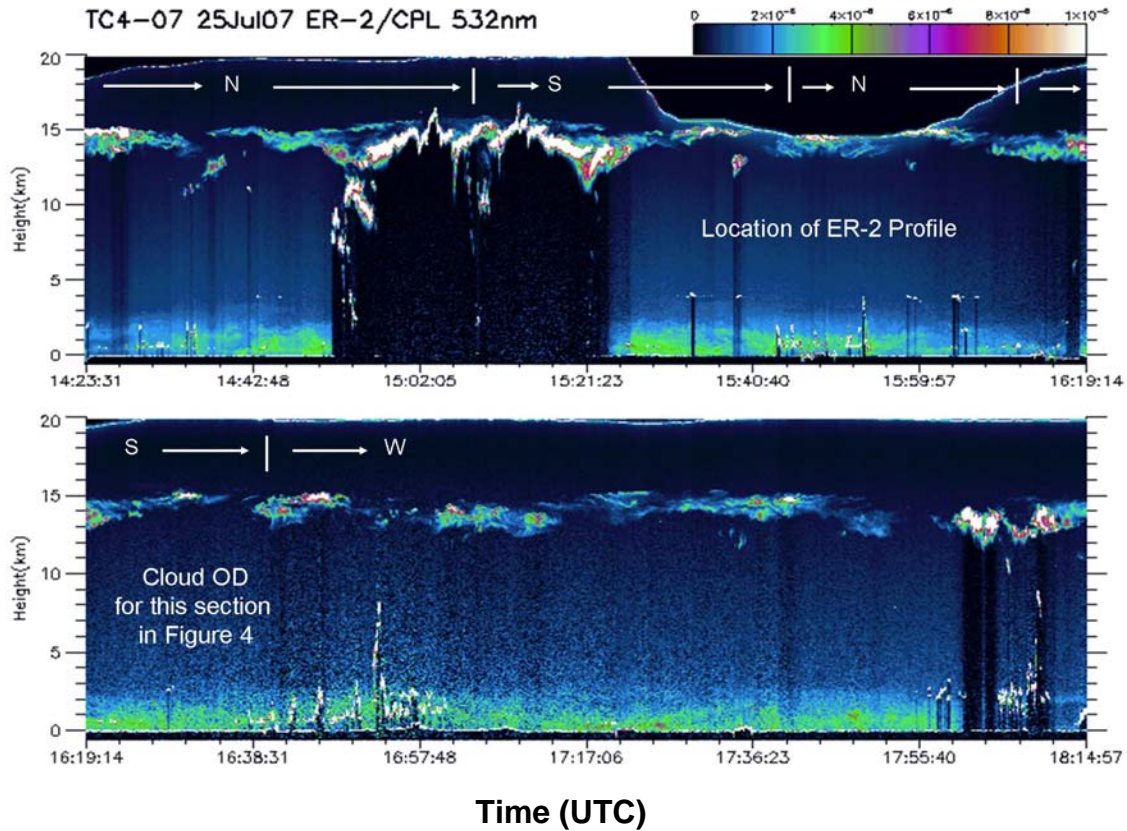 TC4-07 25Jul07 ER-2/CPL 532nm
0 2×10⁻⁶ 4×10⁻⁶ 6×10⁻⁶ 8×10⁻⁶ 1×10⁻⁵
20
N S N
15
Height(km)
10
Location of ER-2 Profile
5
0
14:23:31 14:42:48 15:02:05 15:21:23 15:40:40 15:59:57 16:19:14
20
S W
15
Height(km)
10
Cloud OD
for this section
in Figure 4
5
0
16:19:14 16:38:31 16:57:48 17:17:06 17:36:23 17:55:40 18:14:57
Time (UTC)